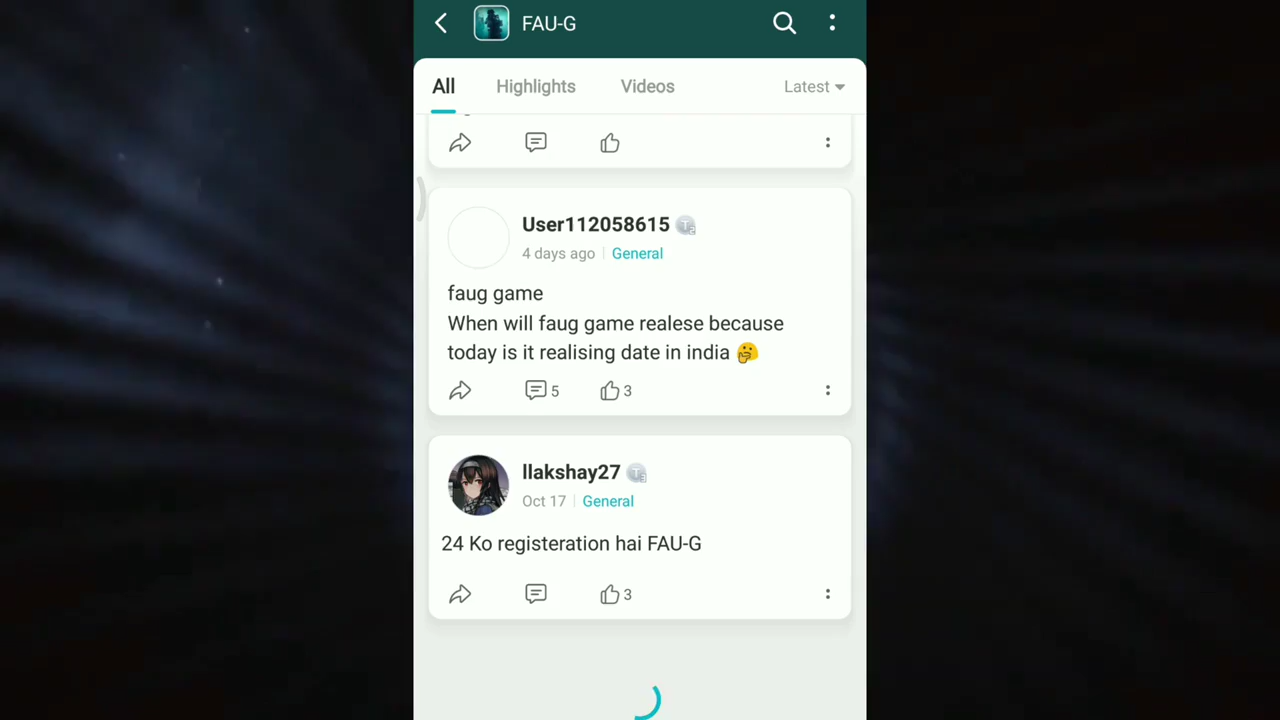 FAU-G
All Highlights Videos Latest
User112058615
4 days ago General
faug game
When will faug game realese because
today is it realising date in india 🤔
5 3
llakshay27
Oct 17 General
24 Ko registeration hai FAU-G
3